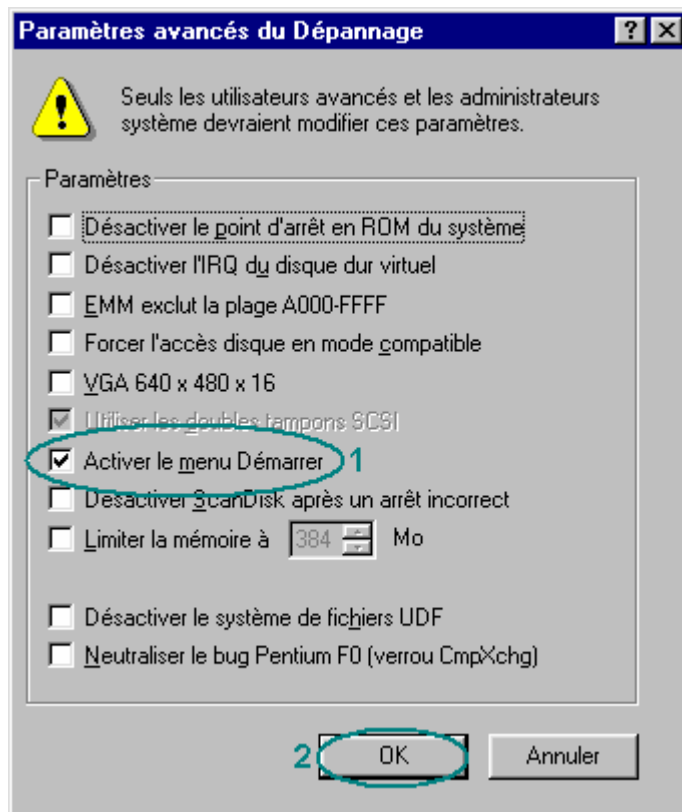 Paramètres avancés du Dépannage
Seuls les utilisateurs avancés et les administrateurs
système devraient modifier ces paramètres.
Paramètres
Désactiver le point d'arrêt en ROM du système
Désactiver l'IRQ du disque dur virtuel
EMM exclut la plage A000-FFFF
Forcer l'accès disque en mode compatible
VGA 640 x 480 x 16
Utiliser les doubles tampons SCSI
Activer le menu Démarrer 1
Désactiver ScanDisk après un arrêt incorrect
Limiter la mémoire à 384 Mo
Désactiver le système de fichiers UDF
Neutraliser le bug Pentium F0 (verrou CmpXchg)
2 OK Annuler